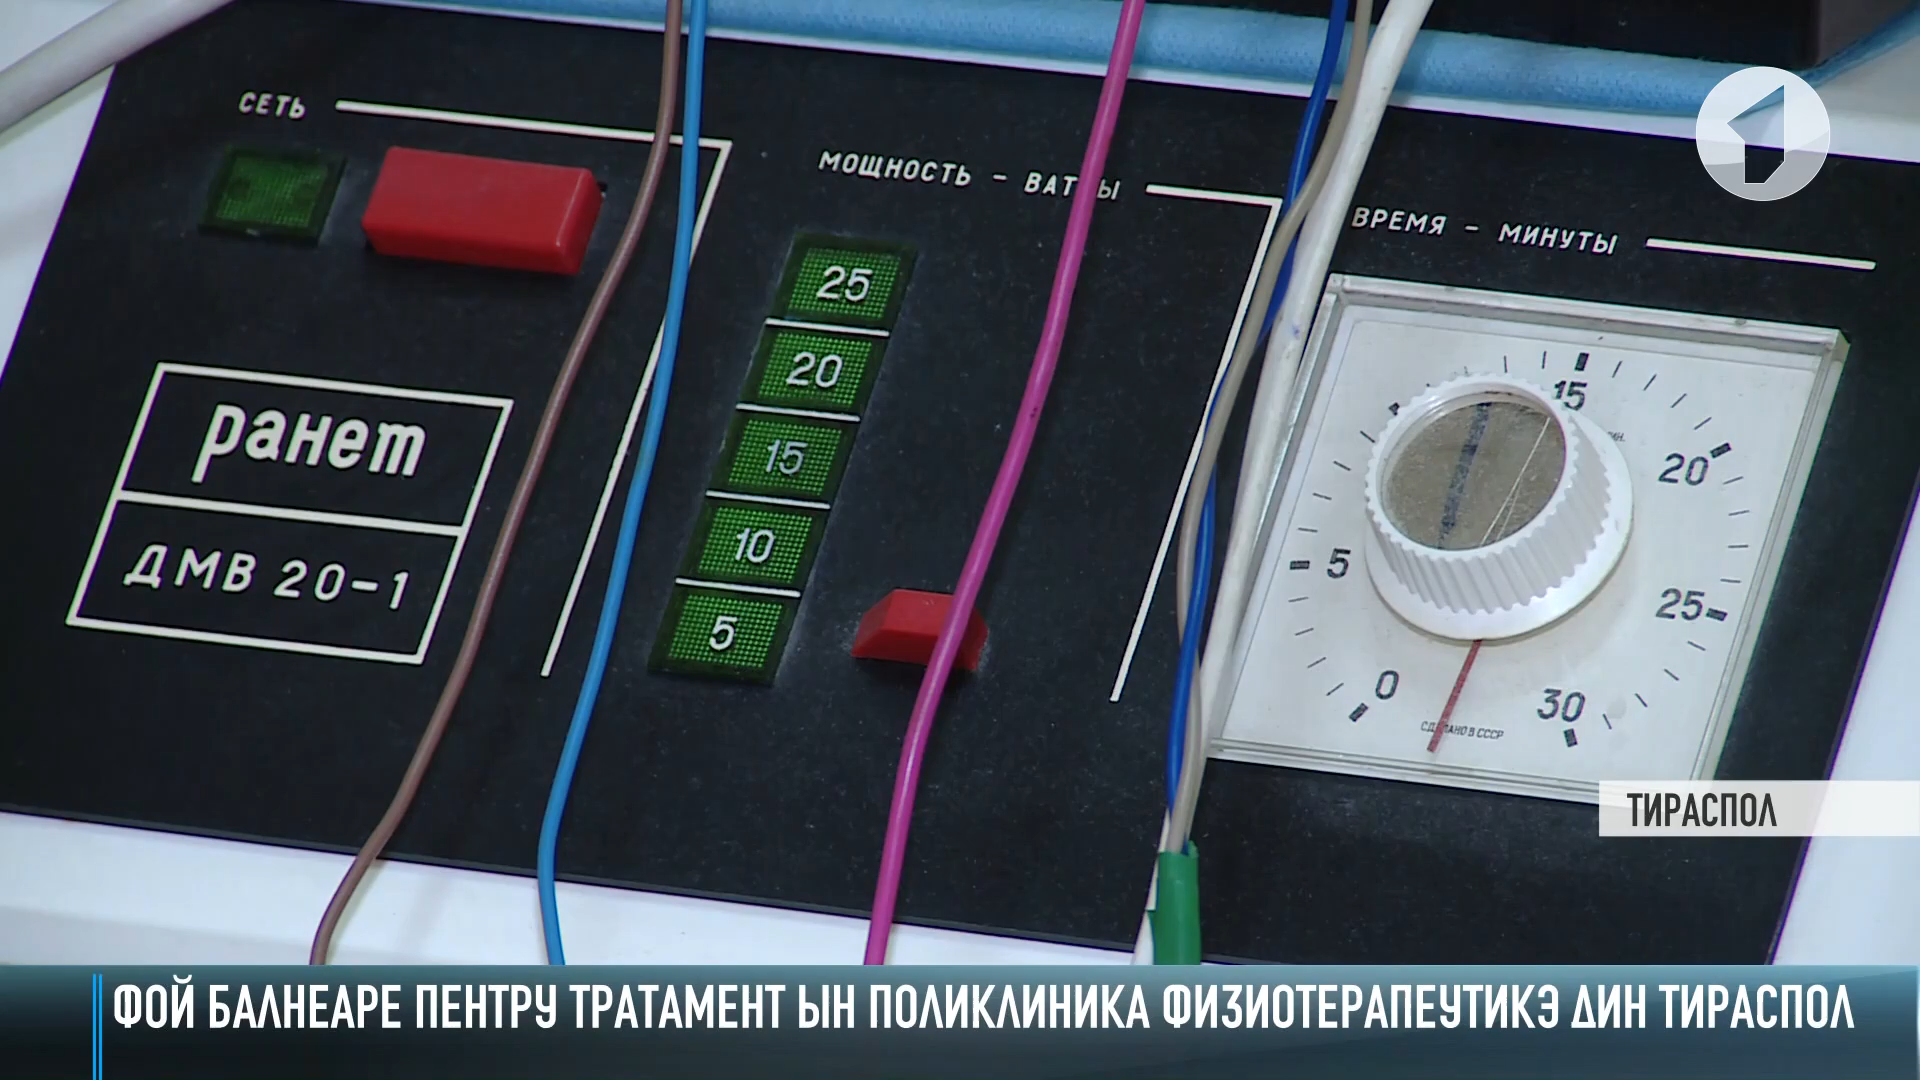 СЕТЬ
МОЩНОСТЬ - ВАТТЫ
ВРЕМЯ - МИНУТЫ
25
20
15
10
5
ранет
ДМВ 20-1
15
20
5
25
0
30
СДЕЛАНО В СССР
ТИРАСПОЛ
ФОЙ БАЛНЕАРЕ ПЕНТРУ ТРАТАМЕНТ ЫН ПОЛИКЛИНИКА ФИЗИОТЕРАПЕУТИКЭ ДИН ТИРАСПОЛ